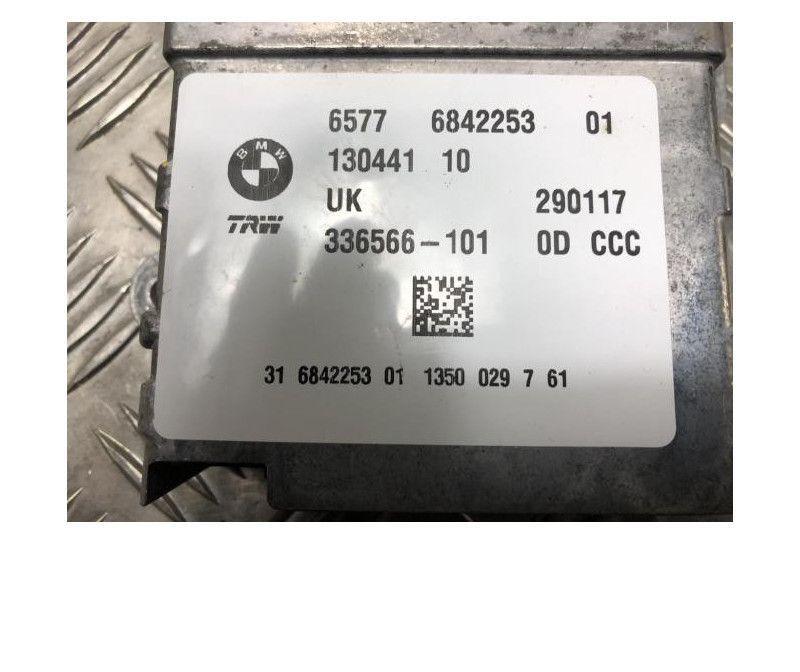 6577 6842253 01
BMW
130441 10
UK 290117
TRW
336566-101 0D CCC
31 6842253 01 1350 029 7 61